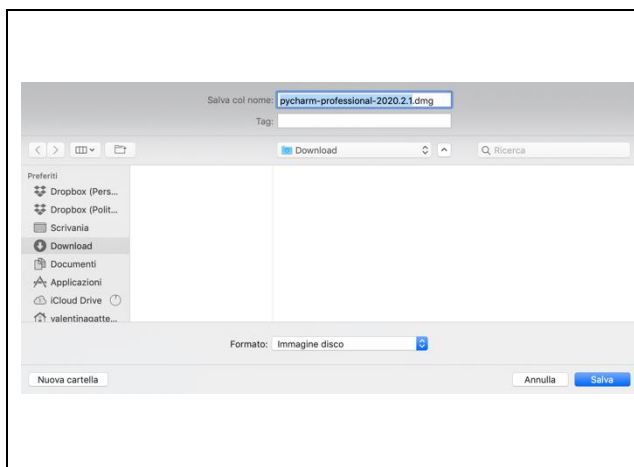 Salva col nome: pycharm-professional-2020.2.1.dmg
Tag:
Download
Ricerca
Preferiti
Dropbox (Pers...
Dropbox (Polit...
Scrivania
Download
Documenti
Applicazioni
iCloud Drive
valentinagatte...
Formato: Immagine disco
Nuova cartella
Annulla
Salva